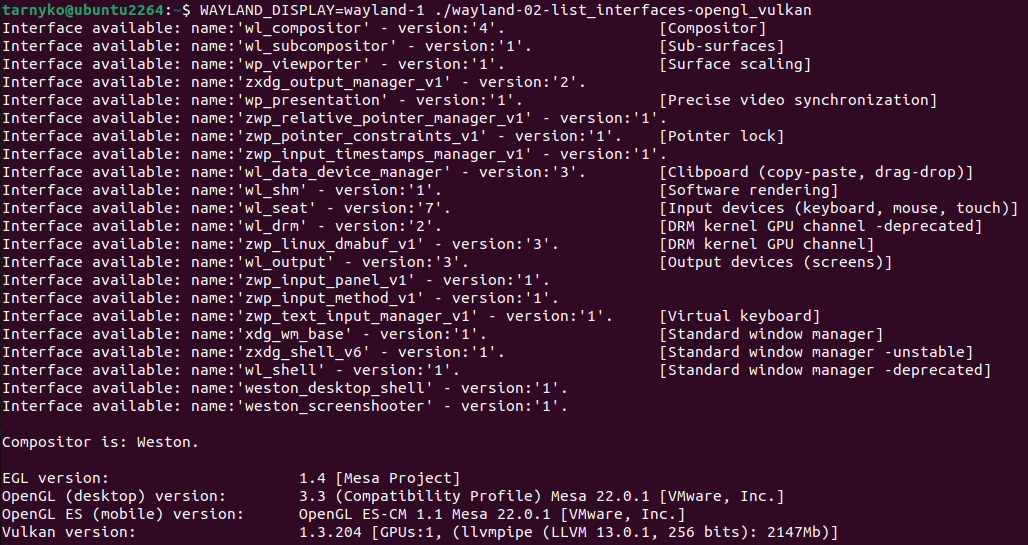 tarnyko@ubuntu2264:~$ WAYLAND_DISPLAY=wayland-1 ./wayland-02-list_interfaces-opengl_vulkan
Interface available: name:'wl_compositor' - version:'4'. [Compositor]
Interface available: name:'wl_subcompositor' - version:'1'. [Sub-surfaces]
Interface available: name:'wp_viewporter' - version:'1'. [Surface scaling]
Interface available: name:'zxdg_output_manager_v1' - version:'2'.
Interface available: name:'wp_presentation' - version:'1'. [Precise video synchronization]
Interface available: name:'zwp_relative_pointer_manager_v1' - version:'1'.
Interface available: name:'zwp_pointer_constraints_v1' - version:'1'. [Pointer lock]
Interface available: name:'zwp_input_timestamps_manager_v1' - version:'1'.
Interface available: name:'wl_data_device_manager' - version:'3'. [Clibpoard (copy-paste, drag-drop)]
Interface available: name:'wl_shm' - version:'1'. [Software rendering]
Interface available: name:'wl_seat' - version:'7'. [Input devices (keyboard, mouse, touch)]
Interface available: name:'wl_drm' - version:'2'. [DRM kernel GPU channel -deprecated]
Interface available: name:'zwp_linux_dmabuf_v1' - version:'3'. [DRM kernel GPU channel]
Interface available: name:'wl_output' - version:'3'. [Output devices (screens)]
Interface available: name:'zwp_input_panel_v1' - version:'1'.
Interface available: name:'zwp_input_method_v1' - version:'1'.
Interface available: name:'zwp_text_input_manager_v1' - version:'1'. [Virtual keyboard]
Interface available: name:'xdg_wm_base' - version:'1'. [Standard window manager]
Interface available: name:'zxdg_shell_v6' - version:'1'. [Standard window manager -unstable]
Interface available: name:'wl_shell' - version:'1'. [Standard window manager -deprecated]
Interface available: name:'weston_desktop_shell' - version:'1'.
Interface available: name:'weston_screenshooter' - version:'1'.
Compositor is: Weston.
EGL version: 1.4 [Mesa Project]
OpenGL (desktop) version: 3.3 (Compatibility Profile) Mesa 22.0.1 [VMware, Inc.]
OpenGL ES (mobile) version: OpenGL ES-CM 1.1 Mesa 22.0.1 [VMware, Inc.]
Vulkan version: 1.3.204 [GPUs:1, (llvmpipe (LLVM 13.0.1, 256 bits): 2147Mb)]